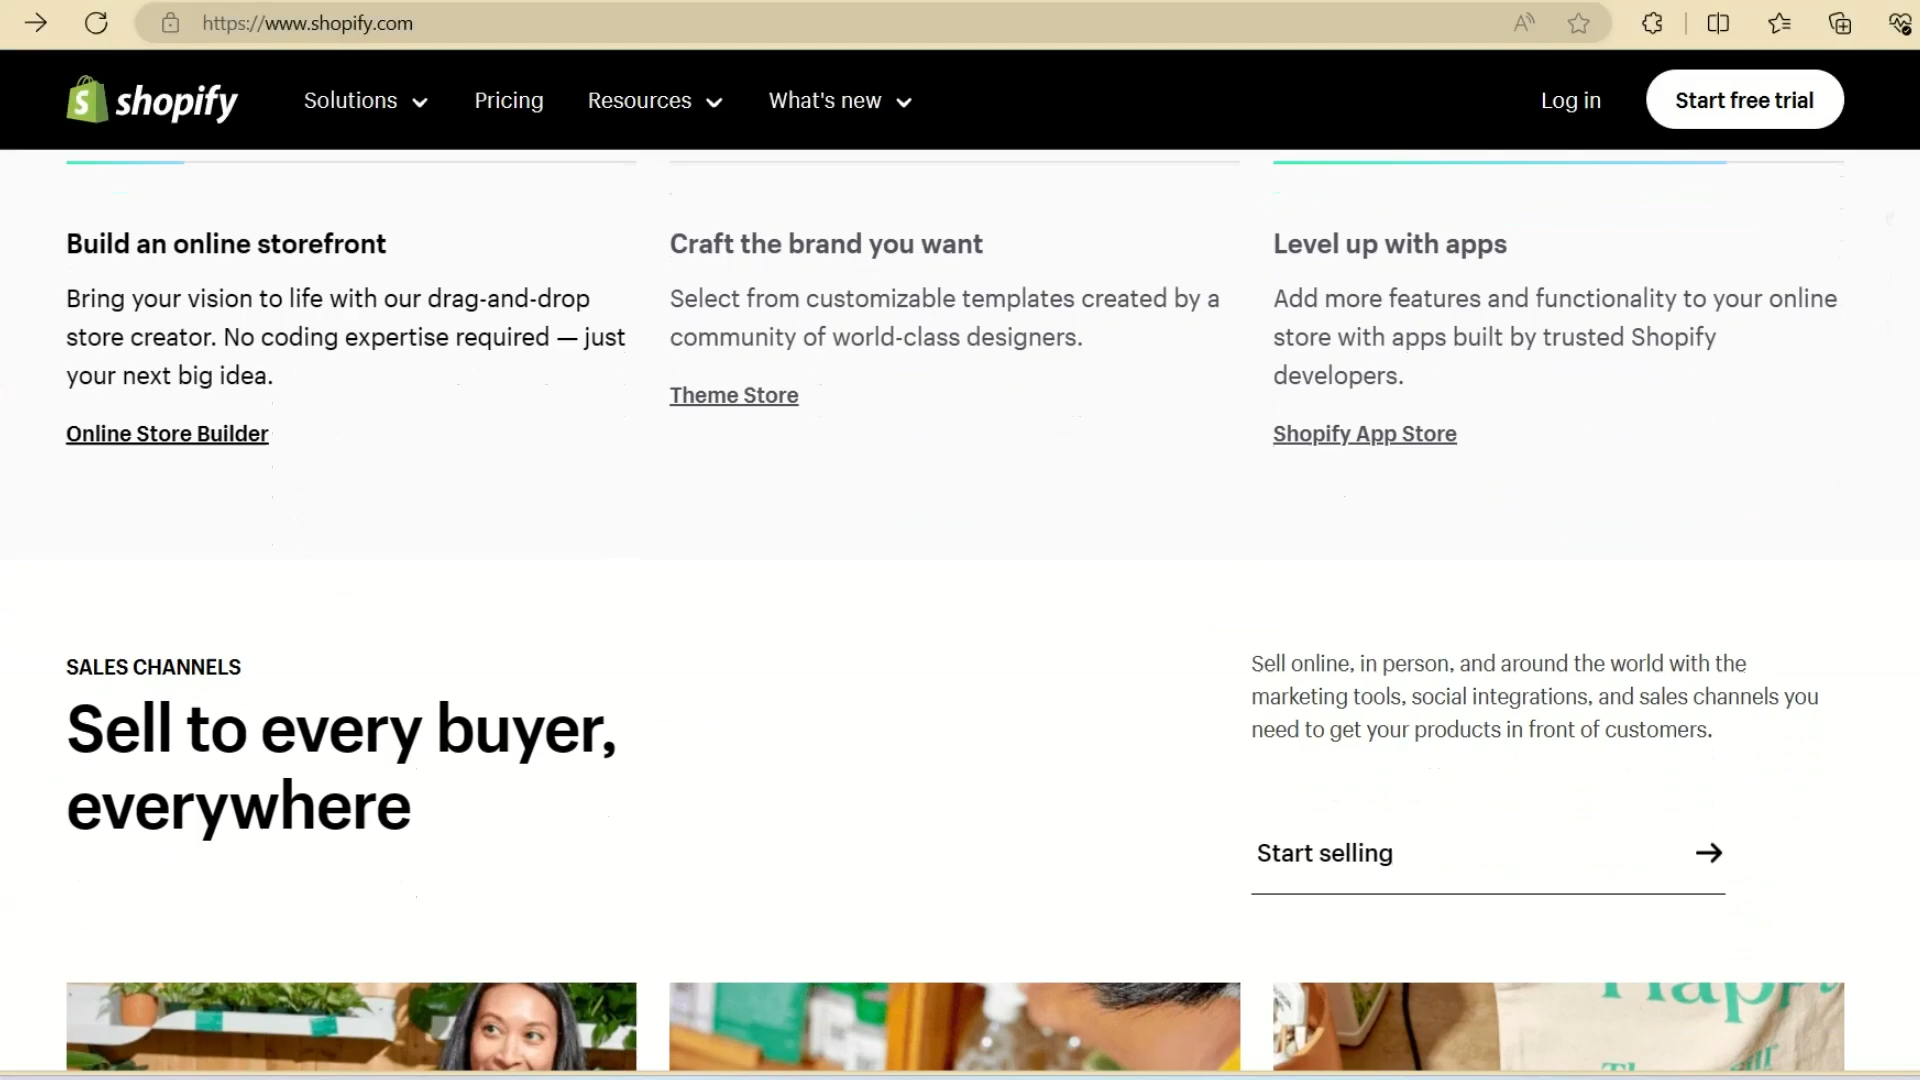 https://www.shopify.com
shopify
Solutions
Pricing
Resources
What's new
Log in
Start free trial
Build an online storefront
Bring your vision to life with our drag-and-drop
store creator. No coding expertise required — just
your next big idea.
Online Store Builder
Craft the brand you want
Select from customizable templates created by a
community of world-class designers.
Theme Store
Level up with apps
Add more features and functionality to your online
store with apps built by trusted Shopify
developers.
Shopify App Store
SALES CHANNELS
Sell to every buyer,
everywhere
Sell online, in person, and around the world with the
marketing tools, social integrations, and sales channels you
need to get your products in front of customers.
Start selling